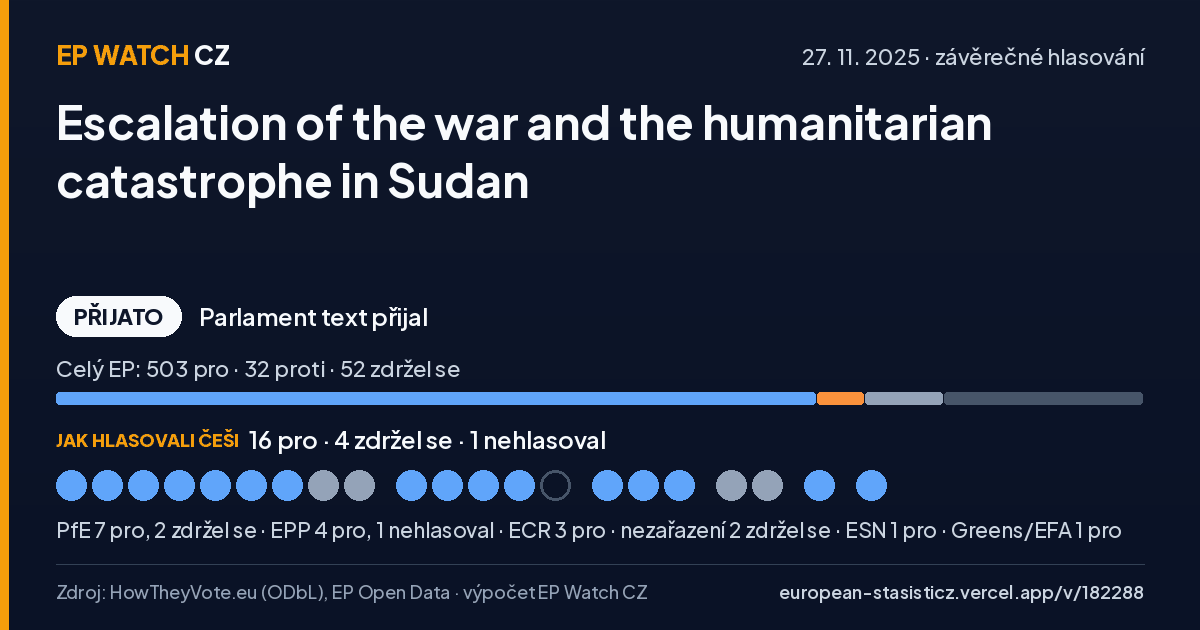 EP WATCH CZ
27. 11. 2025 · závěrečné hlasování
Escalation of the war and the humanitarian
catastrophe in Sudan
PŘIJATO Parlament text přijal
Celý EP: 503 pro · 32 proti · 52 zdržel se
JAK HLASOVALI ČEŠI 16 pro · 4 zdržel se · 1 nehlasoval
PfE 7 pro, 2 zdržel se · EPP 4 pro, 1 nehlasoval · ECR 3 pro · nezařazení 2 zdržel se · ESN 1 pro · Greens/EFA 1 pro
Zdroj: HowTheyVote.eu (ODbL), EP Open Data · výpočet EP Watch CZ
european-stasisticz.vercel.app/v/182288